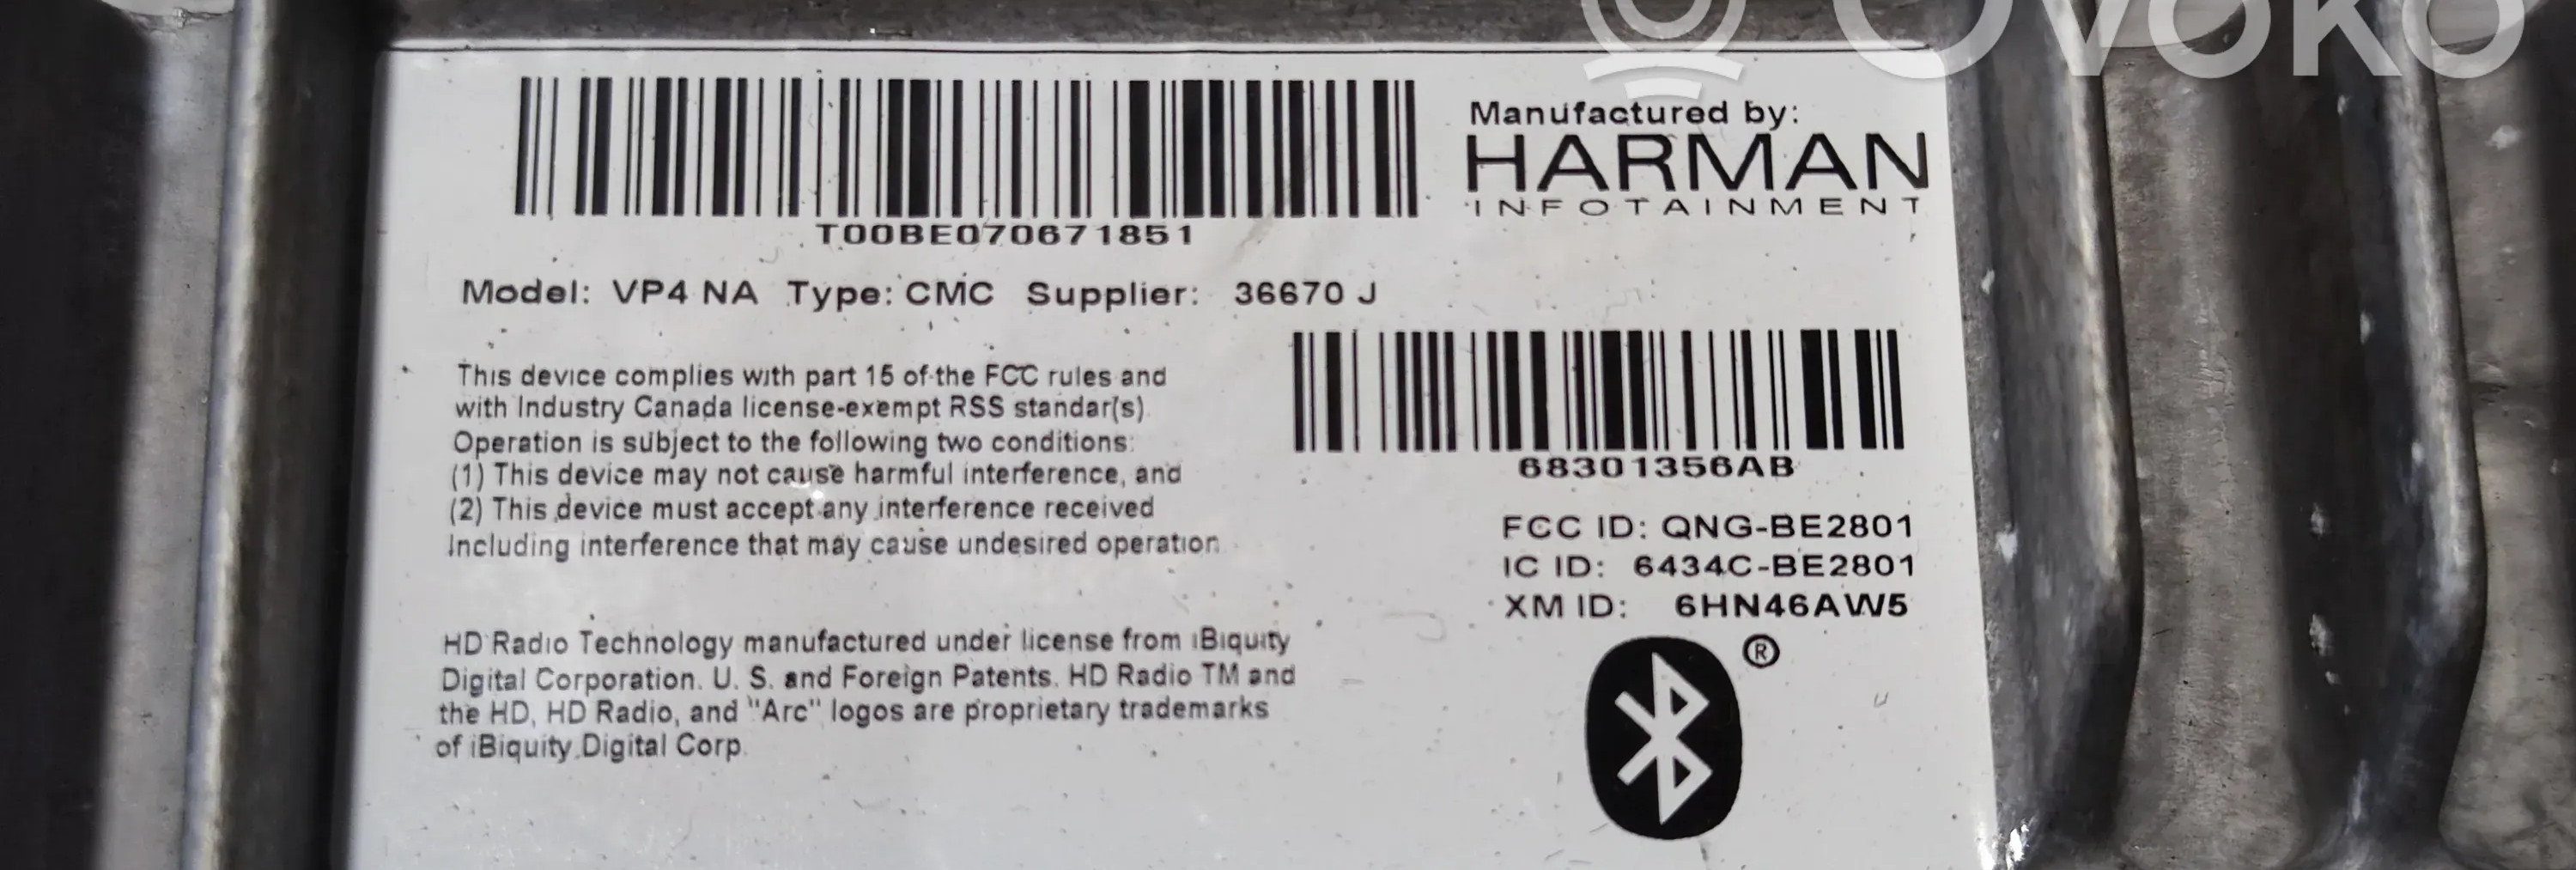 OVOKO
Manufactured by:
HARMAN
INFOTAINMENT
T00BE070671851
Model: VP4 NA Type: CMC Supplier: 36670 J
This device complies with part 15 of the FCC rules and
with Industry Canada license-exempt RSS standar(s).
Operation is subject to the following two conditions:
(1) This device may not cause harmful interference, and
(2) This device must accept any interference received
Including interference that may cause undesired operation
68301356AB
FCC ID: QNG-BE2801
IC ID: 6434C-BE2801
XM ID: 6HN46AW5
HD Radio Technology manufactured under license from iBiquity
Digital Corporation. U. S. and Foreign Patents. HD Radio TM and
the HD, HD Radio, and "Arc" logos are proprietary trademarks
of iBiquity Digital Corp.
®